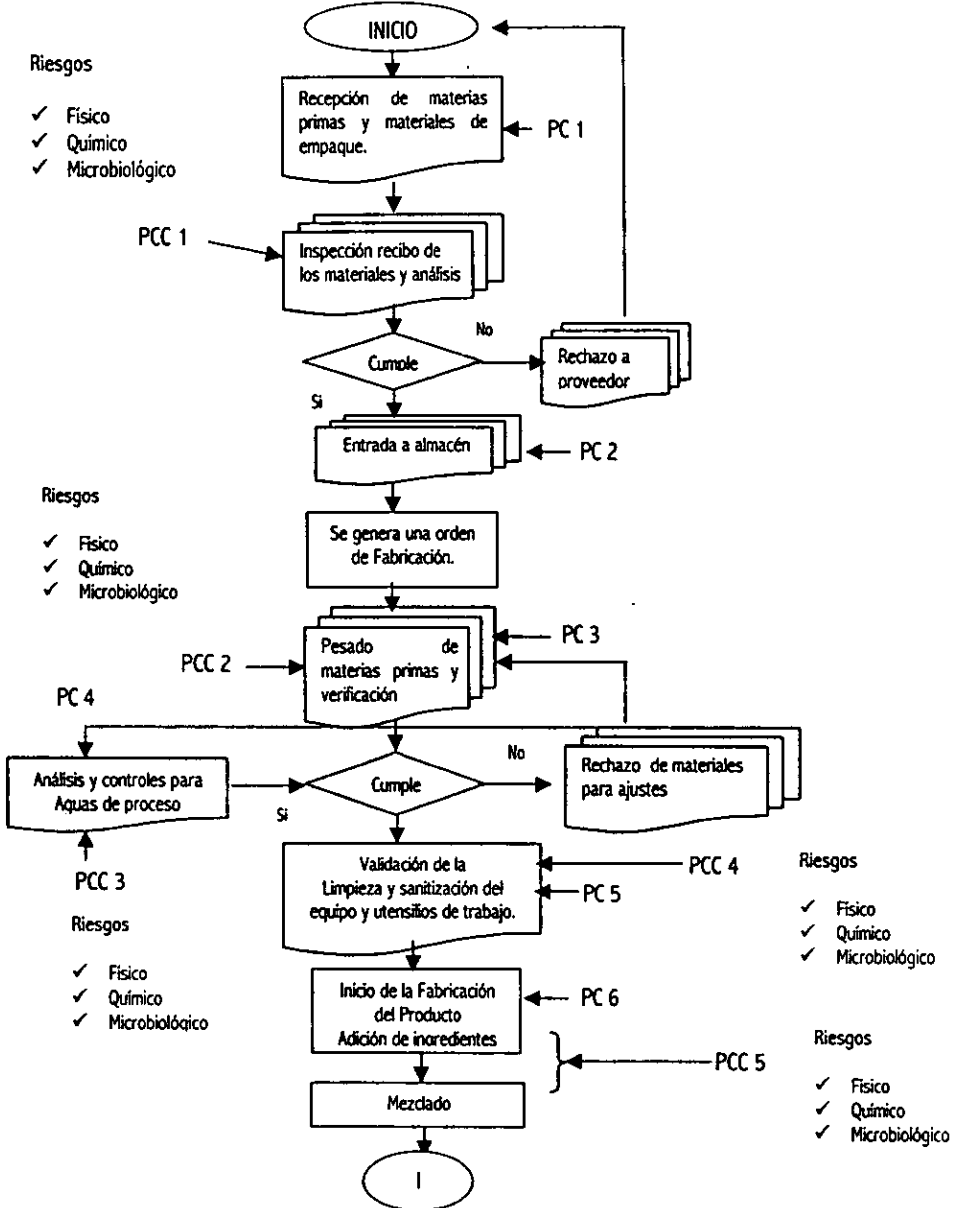 INICIO
Riesgos
✓ Físico
✓ Químico
✓ Microbiológico
Recepción de materias
primas y materiales de
empaque.
PC 1
PCC 1
Inspección recibo de
los materiales y análisis
No
Cumple
Rechazo a
proveedor
Si
Entrada a almacén
PC 2
Riesgos
✓ Físico
✓ Químico
✓ Microbiológico
Se genera una orden
de Fabricación.
PC 3
Pesado de
materias primas y
verificación
PCC 2
PC 4
No
Análisis y controles para
Aguas de proceso
Cumple
Rechazo de materiales
para ajustes
Si
PCC 3
Validación de la
Limpieza y sanitización del
equipo y utensilios de trabajo.
PCC 4
PC 5
Riesgos
✓ Físico
✓ Químico
✓ Microbiológico
Riesgos
✓ Físico
✓ Químico
✓ Microbiológico
Inicio de la Fabricación
del Producto
Adición de ingredientes
PC 6
PCC 5
Riesgos
✓ Físico
✓ Químico
✓ Microbiológico
Mezclado
I